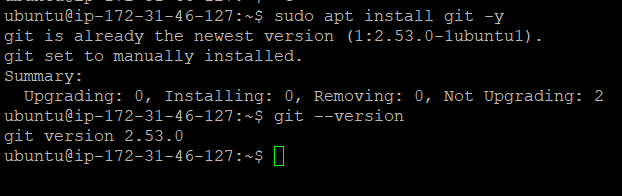 ubuntu@ip-172-31-46-127:~$ sudo apt install git -y
git is already the newest version (1:2.53.0-1ubuntu1).
git set to manually installed.
Summary:
  Upgrading: 0, Installing: 0, Removing: 0, Not Upgrading: 2
ubuntu@ip-172-31-46-127:~$ git --version
git version 2.53.0
ubuntu@ip-172-31-46-127:~$